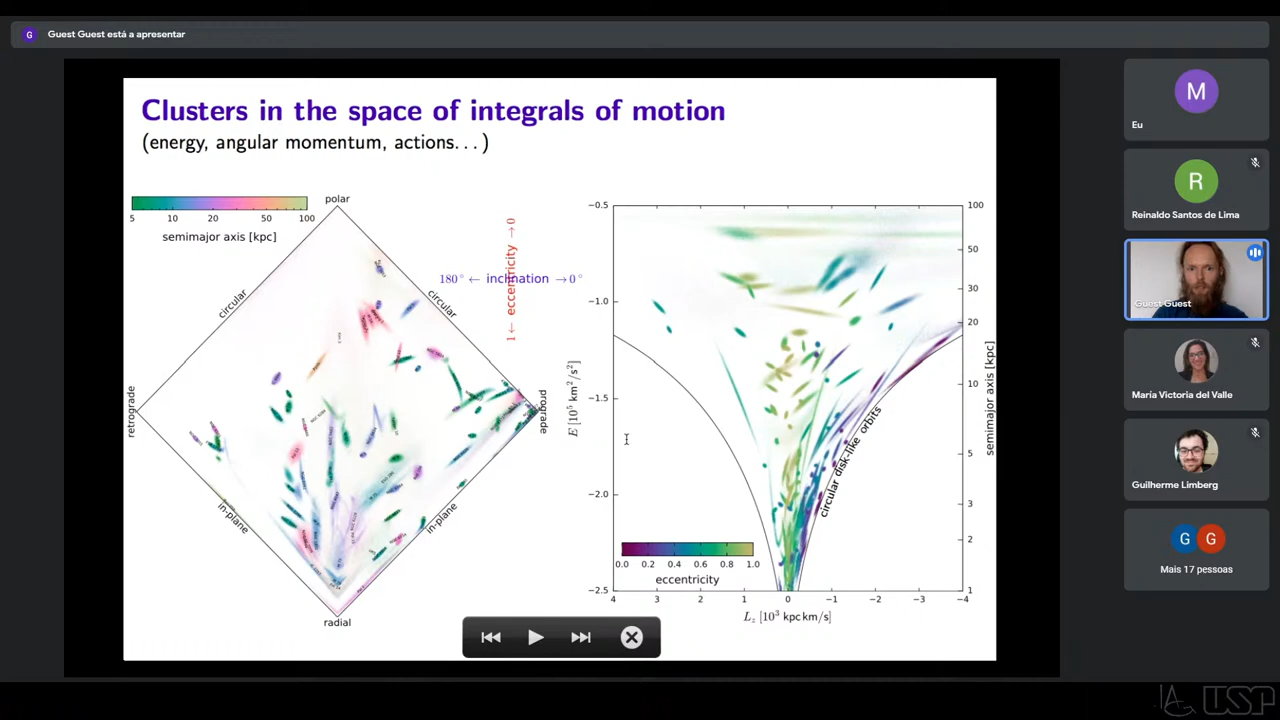 G Guest Guest está a apresentar
Clusters in the space of integrals of motion
(energy, angular momentum, actions...)
5 10 20 50 100
semimajor axis [kpc]
polar
circular
circular
retrograde
prograde
in-plane
in-plane
radial
180° ← inclination → 0°
1 ← eccentricity → 0
−0.5
−1.0
−1.5
−2.0
−2.5
E [10⁵ km²/s²]
4 3 2 1 0 −1 −2 −3 −4
L_z [10³ kpc km/s]
100
50
30
20
10
5
3
2
1
semimajor axis [kpc]
circular disk-like orbits
0.0 0.2 0.4 0.6 0.8 1.0
eccentricity
M
Eu
R
Reinaldo Santos de Lima
Guest Guest
María Victoria del Valle
Guilherme Limberg
G G
Mais 17 pessoas
USP